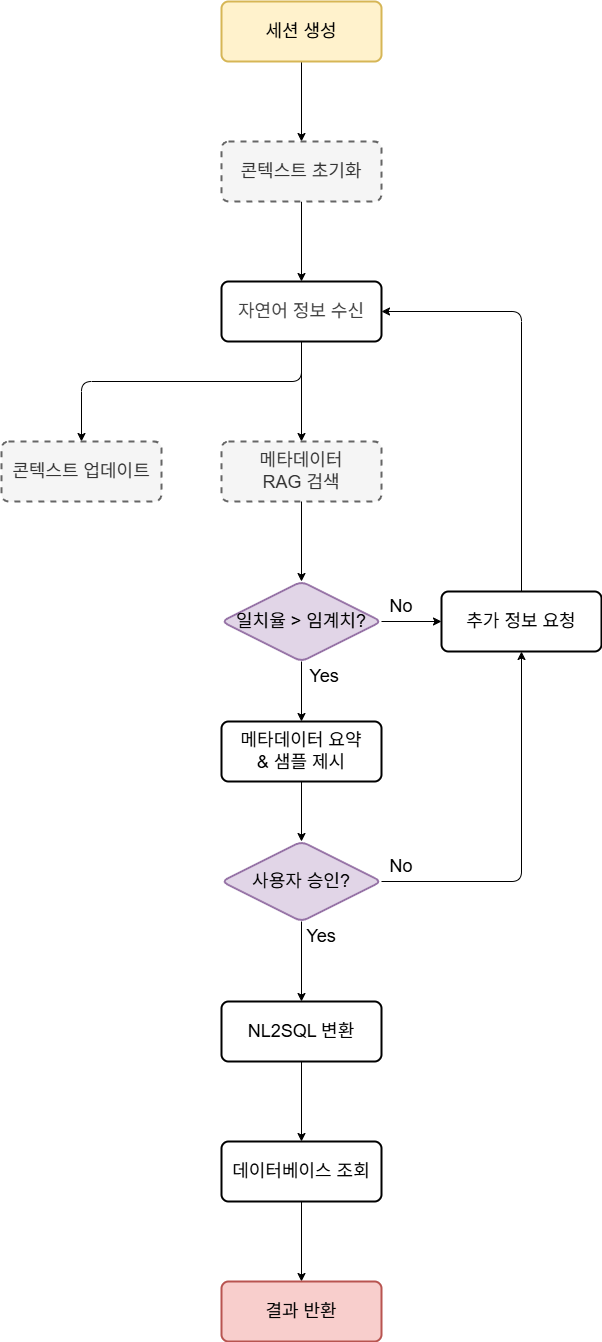 세션 생성
콘텍스트 초기화
자연어 정보 수신
콘텍스트 업데이트
메타데이터
RAG 검색
일치율 > 임계치?
No
추가 정보 요청
Yes
메타데이터 요약
& 샘플 제시
사용자 승인?
No
Yes
NL2SQL 변환
데이터베이스 조회
결과 반환